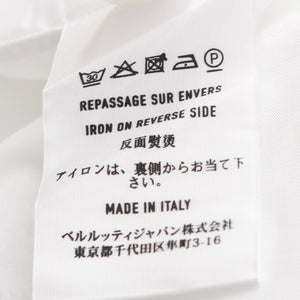 30 P
REPASSAGE SUR ENVERS
IRON ON REVERSE SIDE
反面熨烫
アイロンは、裏側からお当て下
さい。
MADE IN ITALY
ベルルッティジャパン株式会社
東京都千代田区隼町3-16